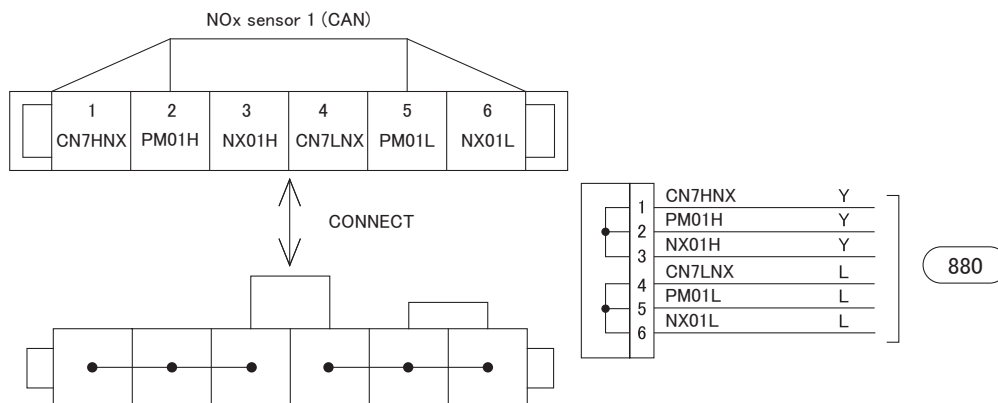 NOx sensor 1 (CAN)
1 2 3 4 5 6
CN7HNX PM01H NX01H CN7LNX PM01L NX01L
CONNECT
1 CN7HNX Y
2 PM01H Y
3 NX01H Y
4 CN7LNX L
5 PM01L L
6 NX01L L
880